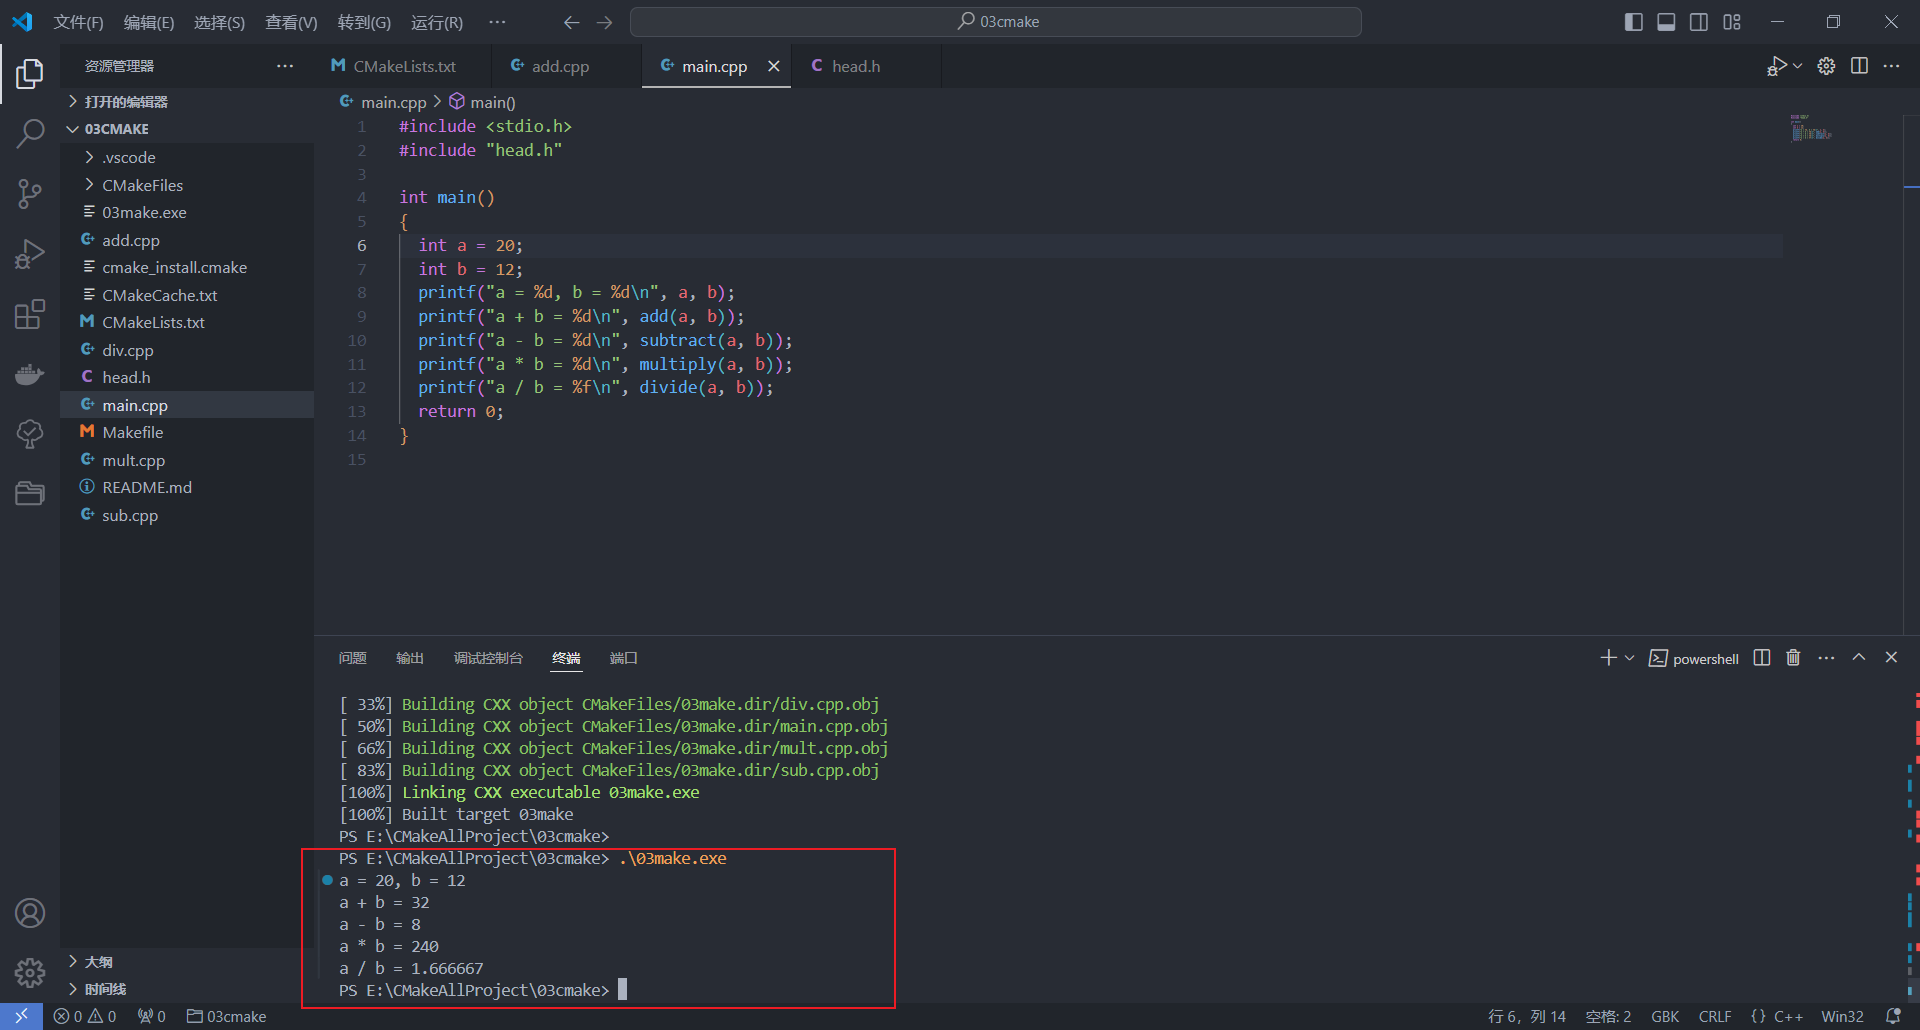 文件(F) 编辑(E) 选择(S) 查看(V) 转到(G) 运行(R) ··· 03cmake
资源管理器 ···
CMakeLists.txt add.cpp main.cpp head.h
打开的编辑器
03CMAKE
.vscode
CMakeFiles
03make.exe
add.cpp
cmake_install.cmake
CMakeCache.txt
CMakeLists.txt
div.cpp
head.h
main.cpp
Makefile
mult.cpp
README.md
sub.cpp
大纲
时间线
main.cpp > main()
1 #include <stdio.h>
2 #include "head.h"
3
4 int main()
5 {
6 int a = 20;
7 int b = 12;
8 printf("a = %d, b = %d\n", a, b);
9 printf("a + b = %d\n", add(a, b));
10 printf("a - b = %d\n", subtract(a, b));
11 printf("a * b = %d\n", multiply(a, b));
12 printf("a / b = %f\n", divide(a, b));
13 return 0;
14 }
15
问题 输出 调试控制台 终端 端口 powershell
[ 33%] Building CXX object CMakeFiles/03make.dir/div.cpp.obj
[ 50%] Building CXX object CMakeFiles/03make.dir/main.cpp.obj
[ 66%] Building CXX object CMakeFiles/03make.dir/mult.cpp.obj
[ 83%] Building CXX object CMakeFiles/03make.dir/sub.cpp.obj
[100%] Linking CXX executable 03make.exe
[100%] Built target 03make
PS E:\CMakeAllProject\03cmake>
PS E:\CMakeAllProject\03cmake> .\03make.exe
a = 20, b = 12
a + b = 32
a - b = 8
a * b = 240
a / b = 1.666667
PS E:\CMakeAllProject\03cmake>
0 0 0 03cmake 行 6，列 14 空格: 2 GBK CRLF {} C++ Win32